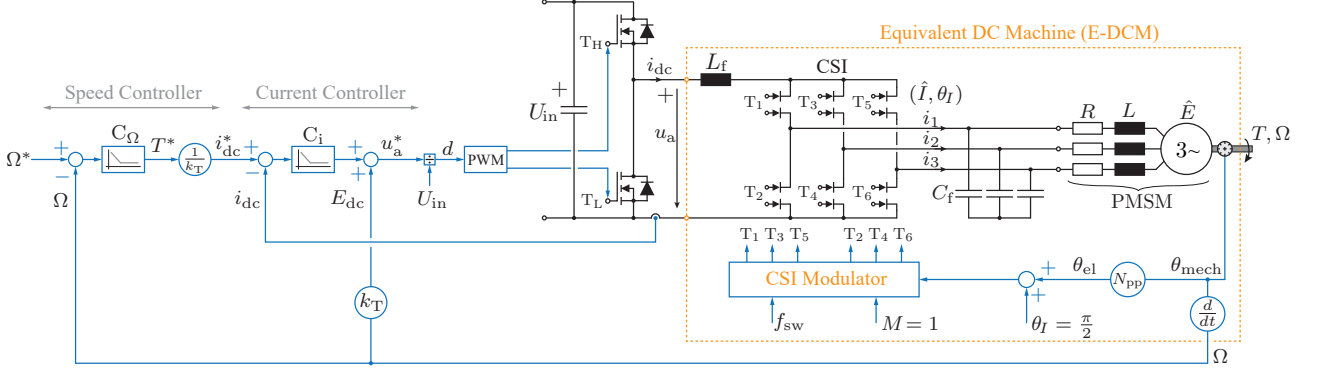 Equivalent DC Machine (E-DCM)
T_H
i_dc
L_f
CSI
Speed Controller
Current Controller
U_in
+
+
u_a
T_1
T_3
T_5
(Î, θ_I)
i_1
i_2
i_3
R
L
Ê
3~
T, Ω
C_Ω
T*
i*_dc
C_i
u*_a
d
PWM
Ω*
+
−
Ω
1/k_T
+
−
i_dc
+
+
E_dc
÷
U_in
T_L
T_2
T_4
T_6
C_f
PMSM
T_1
T_3
T_5
T_2
T_4
T_6
CSI Modulator
+
+
θ_el
N_pp
θ_mech
k_T
f_sw
M = 1
θ_I = π/2
d/dt
Ω